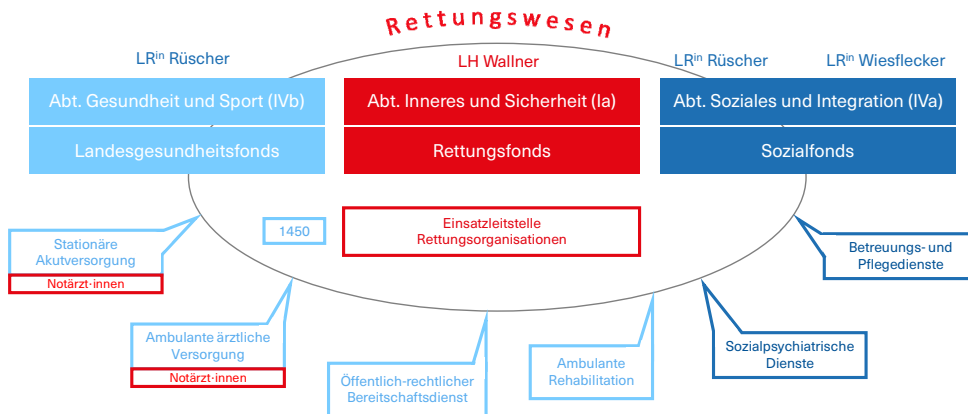 Rettungswesen
LRin Rüscher
LH Wallner
LRin Rüscher
LRin Wiesflecker
Abt. Gesundheit und Sport (IVb)
Abt. Inneres und Sicherheit (Ia)
Abt. Soziales und Integration (IVa)
Landesgesundheitsfonds
Rettungsfonds
Sozialfonds
1450
Einsatzleitstelle
Rettungsorganisationen
Stationäre
Akutversorgung
Notärzt·innen
Betreuungs- und
Pflegedienste
Ambulante ärztliche
Versorgung
Notärzt·innen
Öffentlich-rechtlicher
Bereitschaftsdienst
Ambulante
Rehabilitation
Sozialpsychiatrische
Dienste